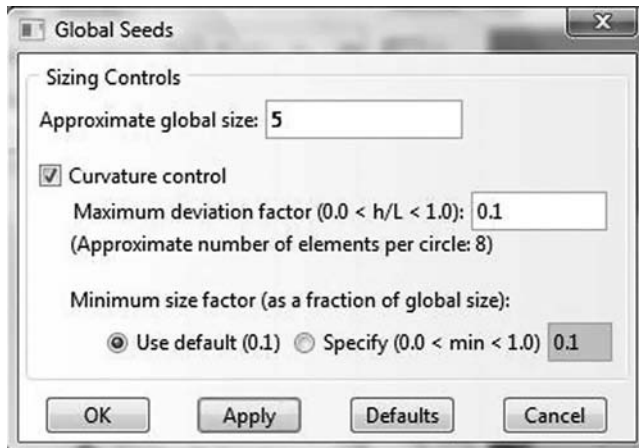 Global Seeds
X
Sizing Controls
Approximate global size: 5
Curvature control
Maximum deviation factor (0.0 < h/L < 1.0): 0.1
(Approximate number of elements per circle: 8)
Minimum size factor (as a fraction of global size):
Use default (0.1) Specify (0.0 < min < 1.0) 0.1
OK Apply Defaults Cancel